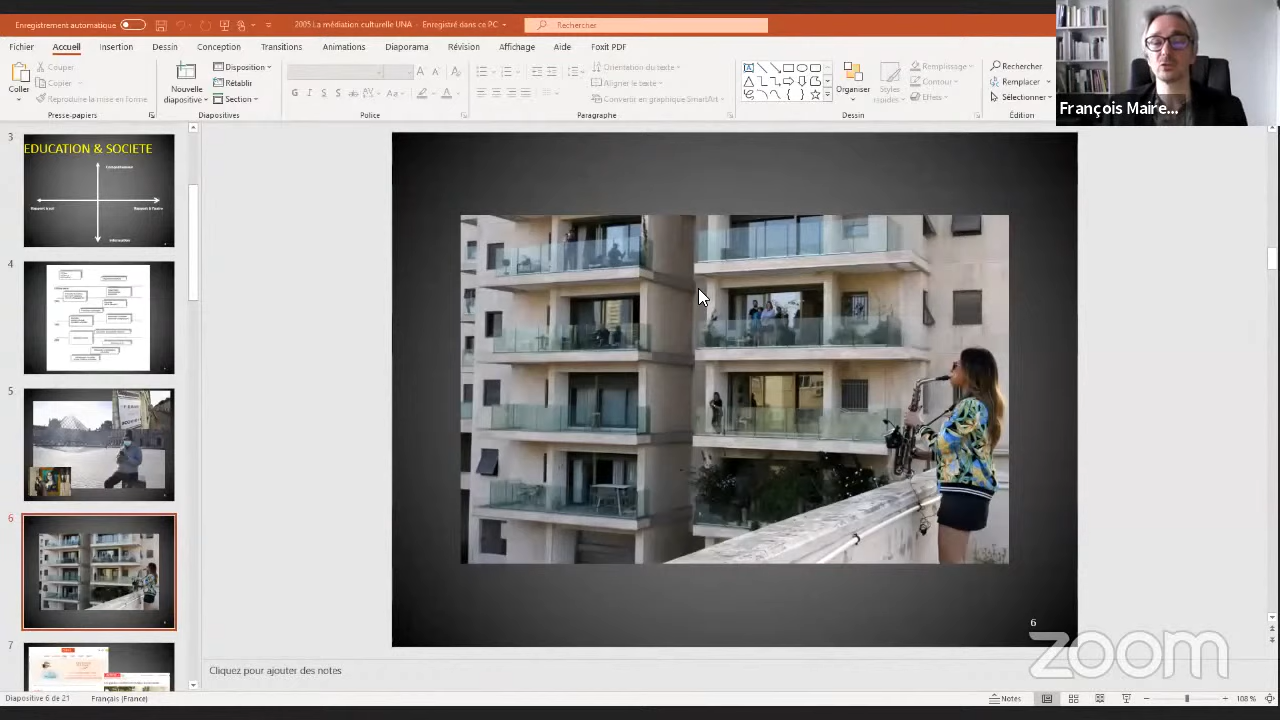 Enregistrement automatique
2005 La médiation culturelle UNA - Enregistré dans ce PC
Rechercher
Fichier Accueil Insertion Dessin Conception Transitions Animations Diaporama Révision Affichage Aide Foxit PDF
Coller
Couper
Copier
Reproduire la mise en forme
Presse-papiers
Nouvelle
diapositive
Disposition
Rétablir
Section
Diapositives
G I S S
Aa
A
Police
Orientation du texte
Aligner le texte
Convertir en graphique SmartArt
Paragraphe
Organiser
Styles
rapides
Remplissage
Contour
Effets
Dessin
Rechercher
Remplacer
Sélectionner
Édition
François Maire...
3
EDUCATION & SOCIETE
4
5
6
7
6
zoom
Cliquez pour ajouter des notes
Diapositive 6 de 21 Français (France)
Notes
108 %